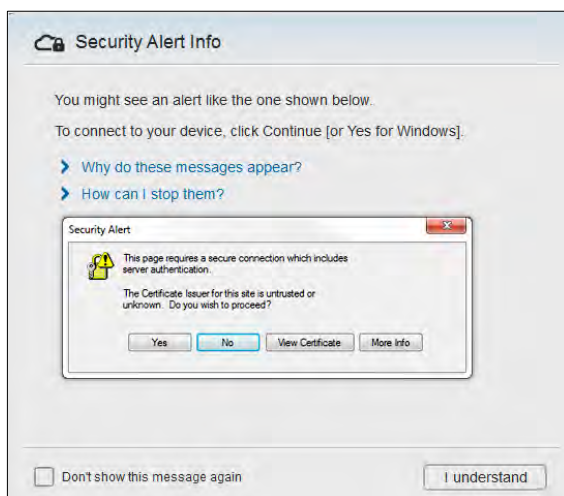 Security Alert Info
You might see an alert like the one shown below.
To connect to your device, click Continue [or Yes for Windows].
Why do these messages appear?
How can I stop them?
Security Alert
This page requires a secure connection which includes
server authentication.
The Certificate Issuer for this site is untrusted or
unknown. Do you wish to proceed?
Yes No View Certificate More Info
Don't show this message again I understand